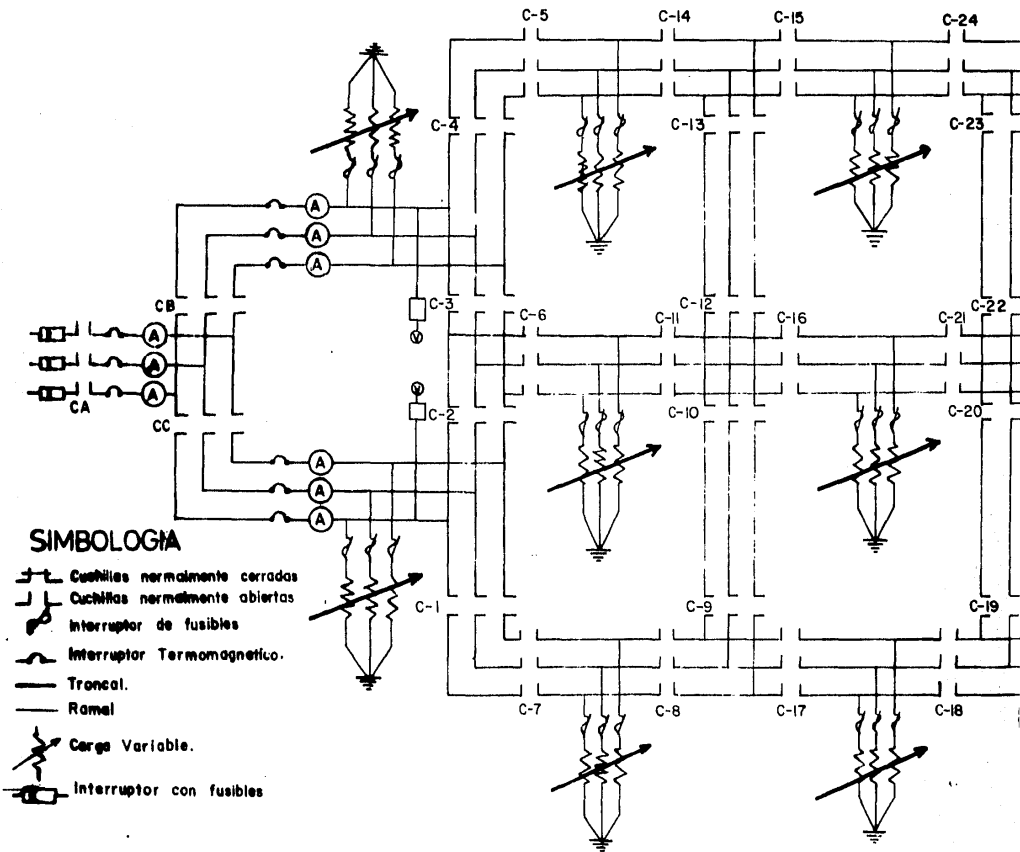 C-5
C-14
C-15
C-24
C-4
C-13
C-23
A
A
A
CB
C-3
C-12
C-22
C-6
C-11
C-16
C-21
A
A
A
V
CA
V
CC
C-2
C-10
C-20
A
A
A
SIMBOLOGIA
Cuchillas normalmente cerradas
Cuchillas normalmente abiertas
Interruptor de fusibles
Interruptor Termomagnetico.
Troncal.
Ramal
Carga Variable.
Interruptor con fusibles
C-1
C-9
C-19
C-7
C-8
C-17
C-18